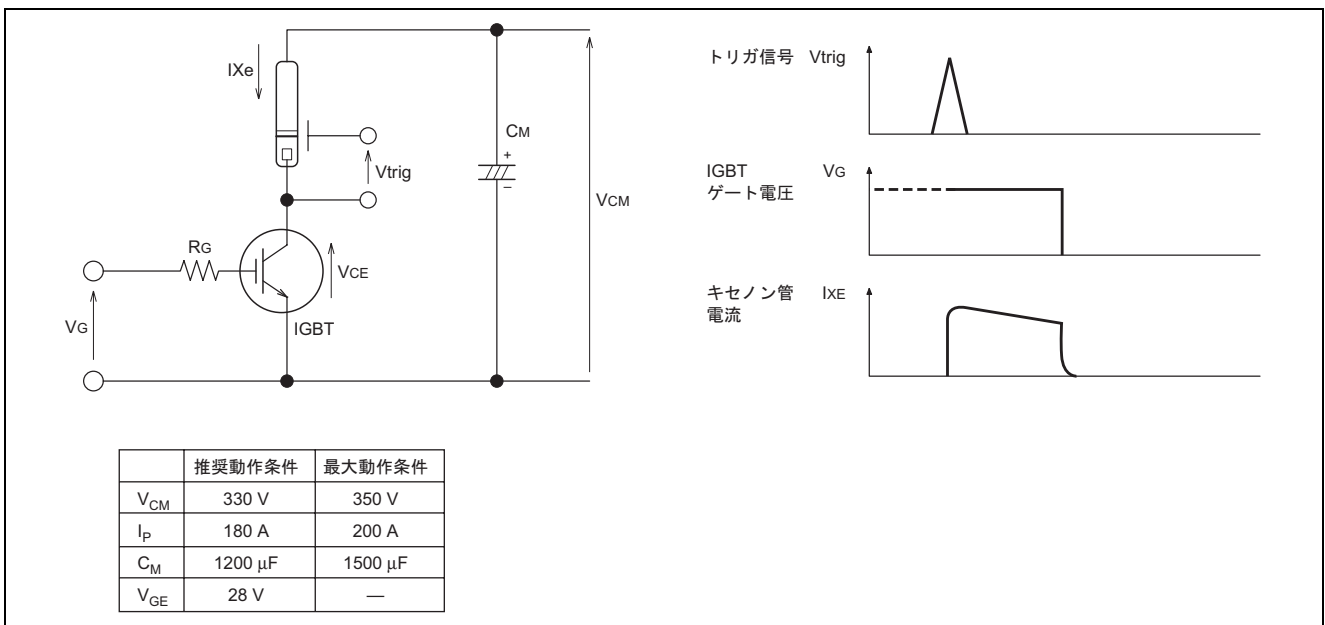 IXe
Vtrig
CM
+
–
VCM
RG
VCE
VG
IGBT
トリガ信号 Vtrig
IGBT VG
ゲート電圧
キセノン管 IXE
電流
推奨動作条件 最大動作条件
VCM 330 V 350 V
IP 180 A 200 A
CM 1200 μF 1500 μF
VGE 28 V —